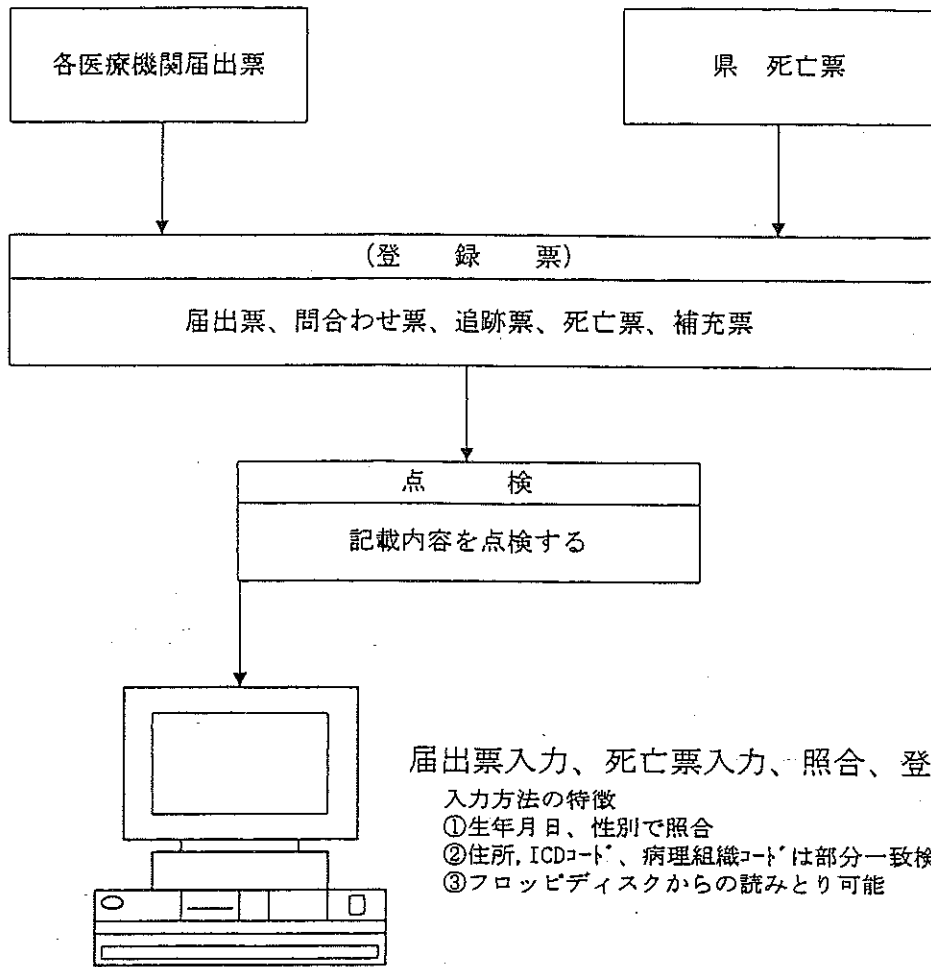 各医療機関届出票
県 死亡票
(登 録 票)
届出票、問合わせ票、追跡票、死亡票、補充票
点 検
記載内容を点検する
届出票入力、死亡票入力、照合、登
入力方法の特徴
①生年月日、性別で照合
②住所,ICDｺｰﾄﾞ、病理組織ｺｰﾄﾞは部分一致検
③フロッピディスクからの読みとり可能